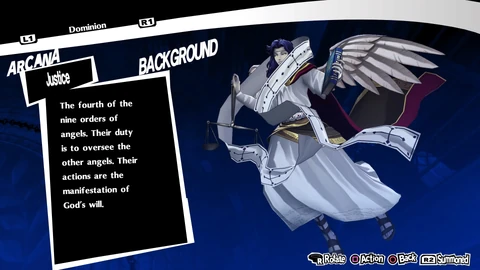 L1
Dominion
R1
ARCANA
Justice
BACKGROUND
The fourth of the
nine orders of
angels. Their duty
is to oversee the
other angels. Their
actions are the
manifestation of
God's will.
R Rotate Action Back R2 Summoned